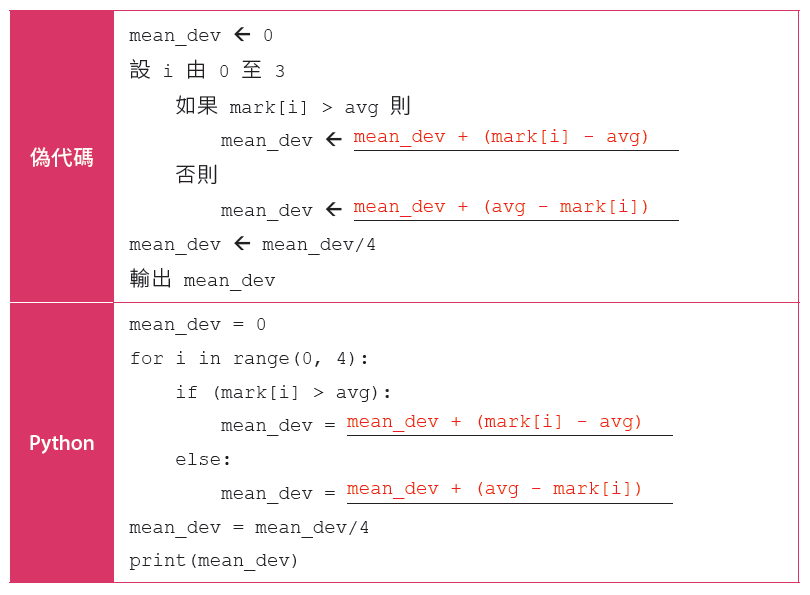 偽代碼
mean_dev 🡨 0
設 i 由 0 至 3
    如果 mark[i] > avg 則
        mean_dev 🡨 mean_dev + (mark[i] - avg)
    否則
        mean_dev 🡨 mean_dev + (avg - mark[i])
mean_dev 🡨 mean_dev/4
輸出 mean_dev
Python
mean_dev = 0
for i in range(0, 4):
    if (mark[i] > avg):
        mean_dev = mean_dev + (mark[i] - avg)
    else:
        mean_dev = mean_dev + (avg - mark[i])
mean_dev = mean_dev/4
print(mean_dev)